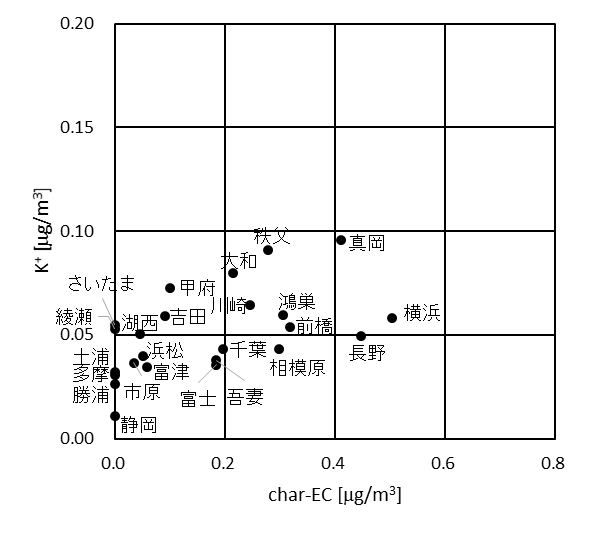 0.20
0.15
K⁺ [μg/m³]
0.10
秩父
真岡
大和
さいたま
甲府
川崎
鴻巣
綾瀬
湖西
吉田
前橋
横浜
0.05
土浦
浜松
千葉
長野
多摩
富津
相模原
勝浦
市原
富士
吾妻
静岡
0.00
0.0
0.2
0.4
0.6
0.8
char-EC [μg/m³]